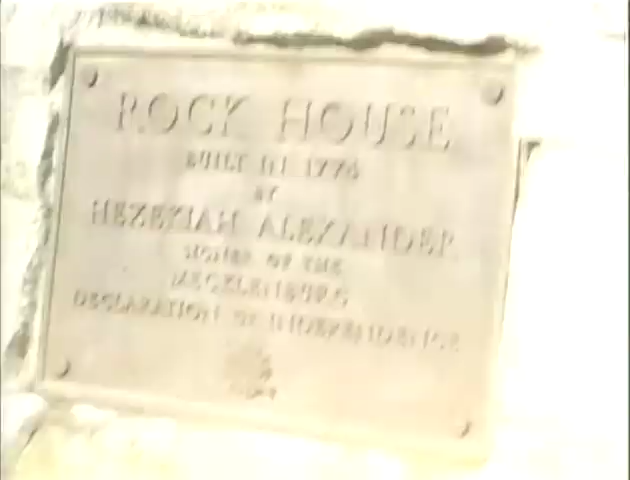 ROCK HOUSE
BUILT IN 1774
BY
HEZEKIAH ALEXANDER
SIGNER OF THE
MECKLENBURG
DECLARATION OF INDEPENDENCE